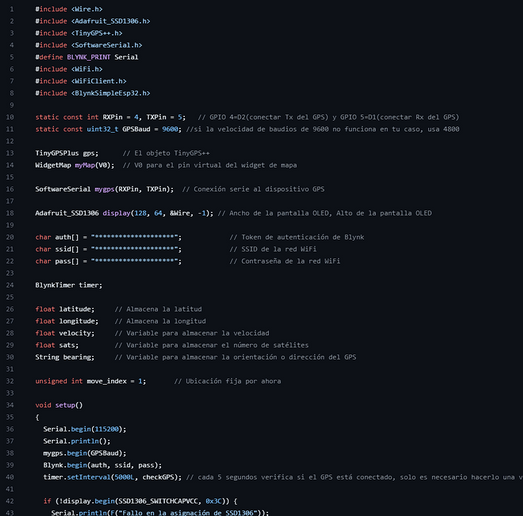 1 #include <Wire.h>
2 #include <Adafruit_SSD1306.h>
3 #include <TinyGPS++.h>
4 #include <SoftwareSerial.h>
5 #define BLYNK_PRINT Serial
6 #include <WiFi.h>
7 #include <WiFiClient.h>
8 #include <BlynkSimpleEsp32.h>
9
10 static const int RXPin = 4, TXPin = 5;   // GPIO 4=D2(conectar Tx del GPS) y GPIO 5=D1(conectar Rx del GPS)
11 static const uint32_t GPSBaud = 9600; //si la velocidad de baudios de 9600 no funciona en tu caso, usa 4800
12
13 TinyGPSPlus gps;      // El objeto TinyGPS++
14 WidgetMap myMap(V0);  // V0 para el pin virtual del widget de mapa
15
16 SoftwareSerial mygps(RXPin, TXPin);  // Conexión serie al dispositivo GPS
17
18 Adafruit_SSD1306 display(128, 64, &Wire, -1); // Ancho de la pantalla OLED, Alto de la pantalla OLED
19
20 char auth[] = "********************";            // Token de autenticación de Blynk
21 char ssid[] = "********************";            // SSID de la red WiFi
22 char pass[] = "********************";            // Contraseña de la red WiFi
23
24 BlynkTimer timer;
25
26 float latitude;     // Almacena la latitud
27 float longitude;    // Almacena la longitud
28 float velocity;     // Variable para almacenar la velocidad
29 float sats;         // Variable para almacenar el número de satélites
30 String bearing;     // Variable para almacenar la orientación o dirección del GPS
31
32 unsigned int move_index = 1;       // Ubicación fija por ahora
33
34 void setup()
35 {
36   Serial.begin(115200);
37   Serial.println();
38   mygps.begin(GPSBaud);
39   Blynk.begin(auth, ssid, pass);
40   timer.setInterval(5000L, checkGPS); // cada 5 segundos verifica si el GPS está conectado, solo es necesario hacerlo una v
41
42   if (!display.begin(SSD1306_SWITCHCAPVCC, 0x3C)) {
43     Serial.println(F("Fallo en la asignación de SSD1306"));